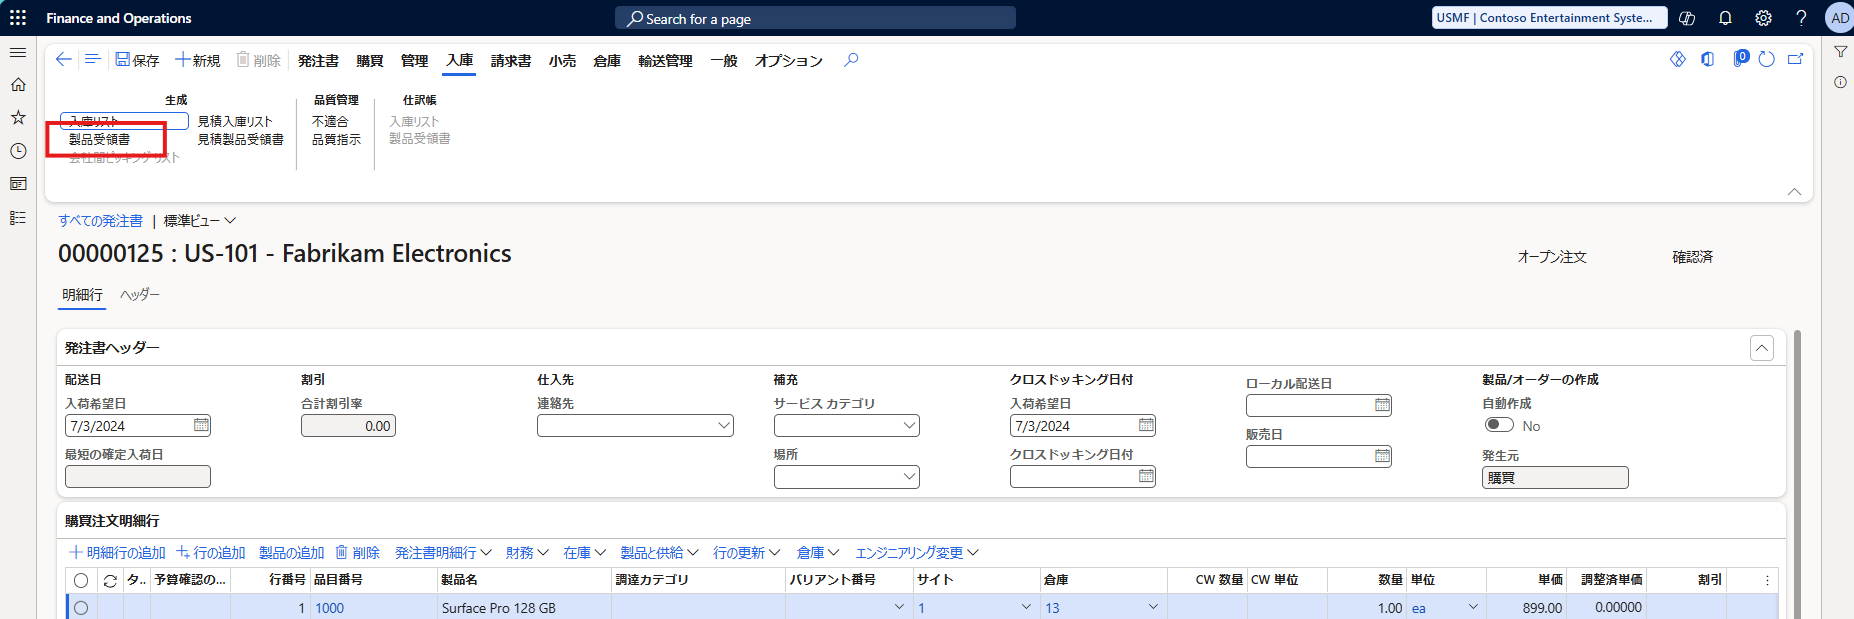 Finance and Operations
Search for a page
USMF | Contoso Entertainment Syste...
AD
保存
新規
削除
発注書
購買
管理
入庫
請求書
小売
倉庫
輸送管理
一般
オプション
0
生成
入庫リスト
製品受領書
会社間ピッキング リスト
見積入庫リスト
見積製品受領書
品質管理
不適合
品質指示
仕訳帳
入庫リスト
製品受領書
すべての発注書 | 標準ビュー
00000125 : US-101 - Fabrikam Electronics
オープン注文
確認済
明細行
ヘッダー
発注書ヘッダー
配送日
入荷希望日
7/3/2024
最短の確定入荷日
割引
合計割引率
0.00
仕入先
連絡先
補充
サービス カテゴリ
場所
クロスドッキング日付
入荷希望日
7/3/2024
クロスドッキング日付
ローカル配送日
販売日
製品/オーダーの作成
自動作成
No
発生元
購買
購買注文明細行
明細行の追加
行の追加
製品の追加
削除
発注書明細行
財務
在庫
製品と供給
行の更新
倉庫
エンジニアリング変更
タ.. 予算確認の... 行番号 品目番号 製品名 調達カテゴリ バリアント番号 サイト 倉庫 CW 数量 CW 単位 数量 単位 単価 調整済単価 割引
1 1000 Surface Pro 128 GB 1 13 1.00 ea 899.00 0.00000